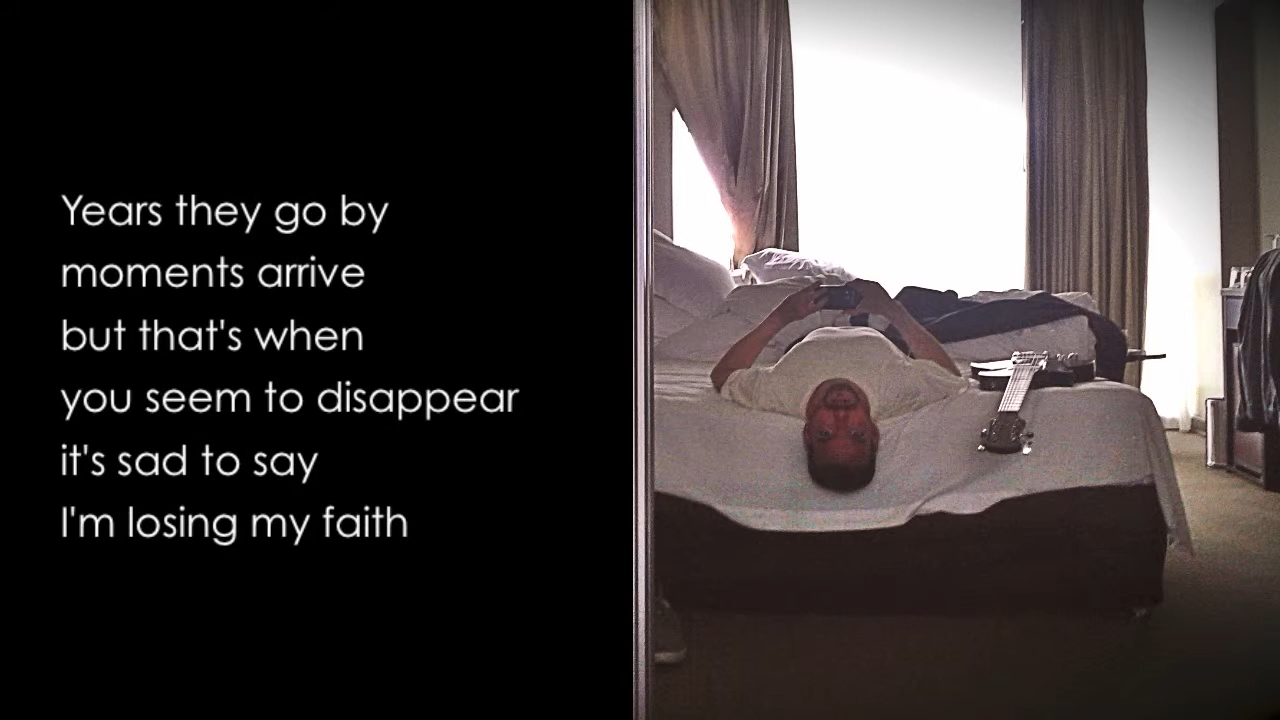 Years they go by
moments arrive
but that's when
you seem to disappear
it's sad to say
I'm losing my faith